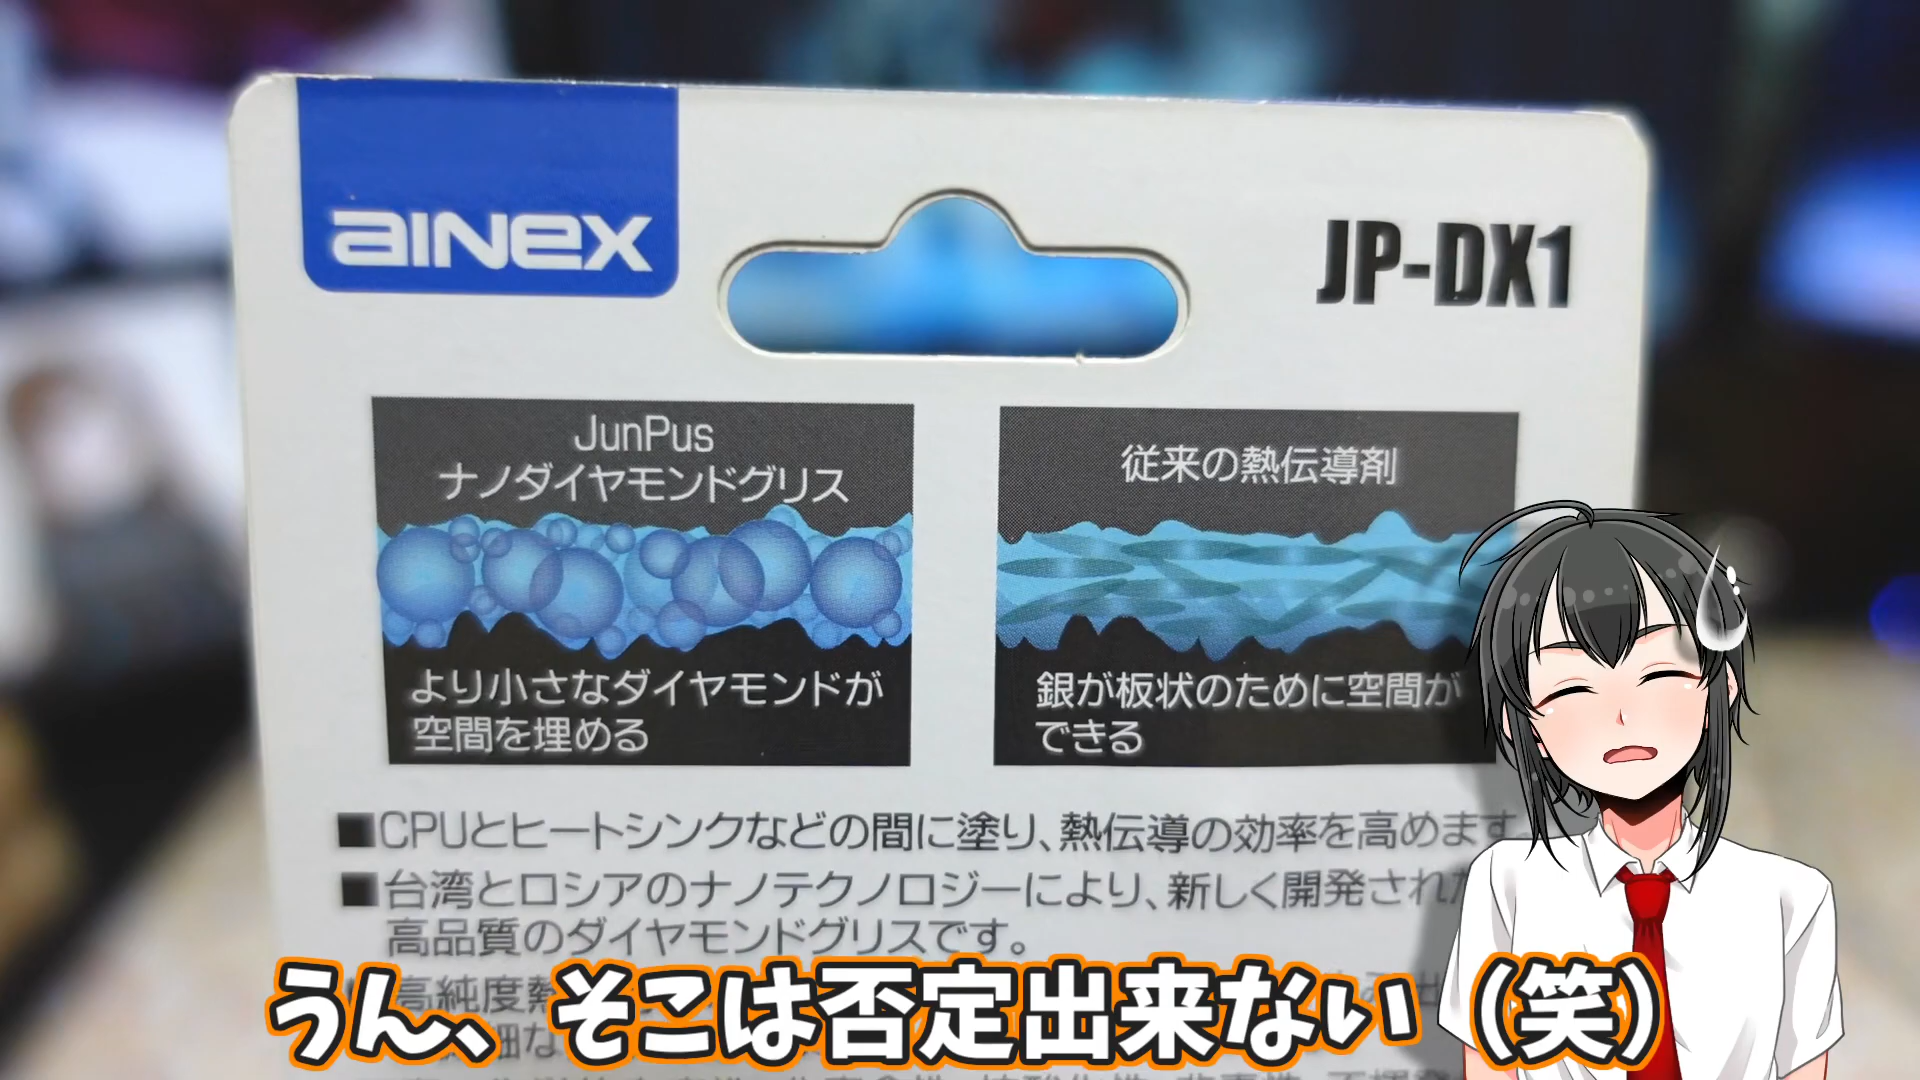 aINEX
JP-DX1
JunPus
ナノダイヤモンドグリス
より小さなダイヤモンドが
空間を埋める
従来の熱伝導剤
銀が板状のために空間が
できる
■CPUとヒートシンクなどの間に塗り、熱伝導の効率を高めます。
■台湾とロシアのナノテクノロジーにより、新しく開発された
高品質のダイヤモンドグリスです。
高純度熱
細な
うん、そこは否定出来ない（笑）